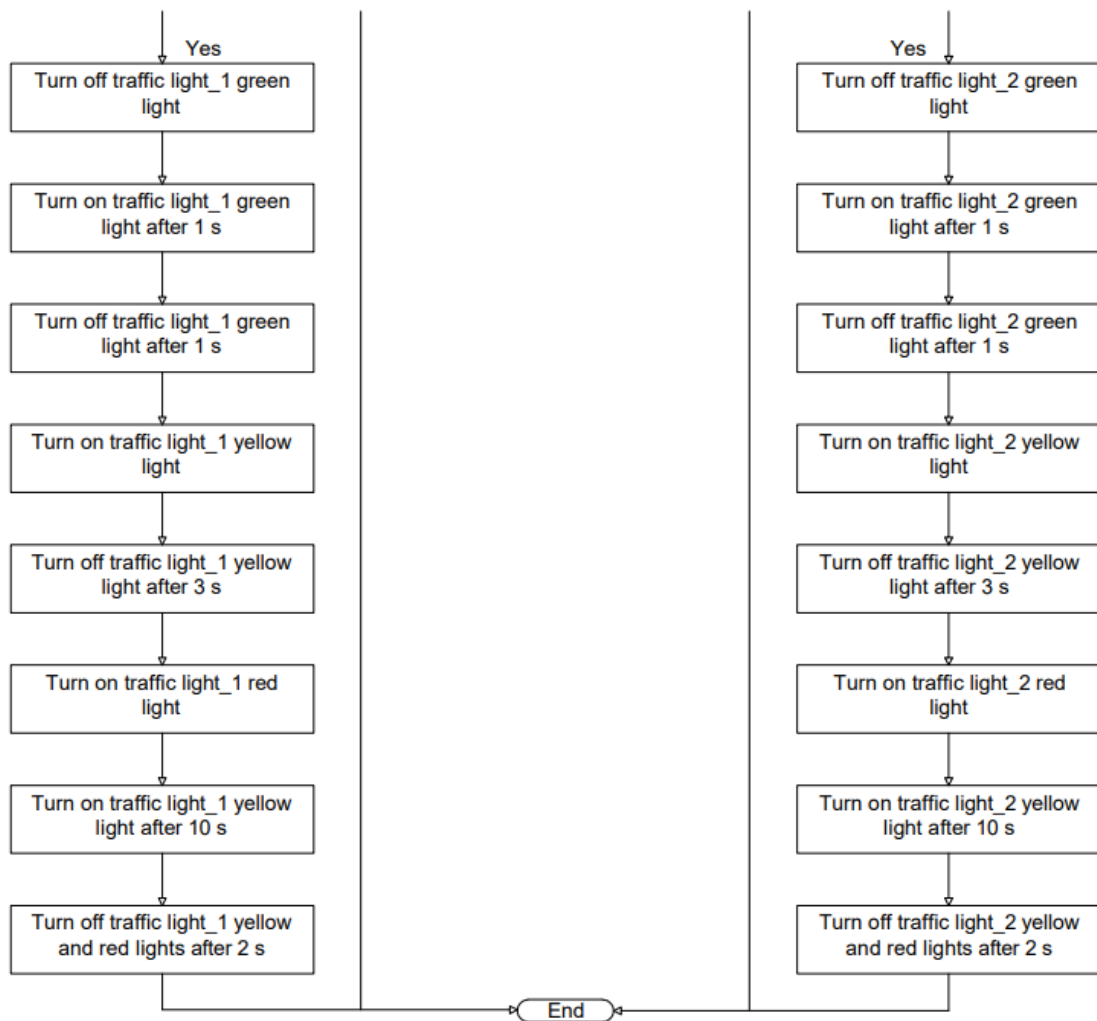 Yes
Turn off traffic light_1 green
light
Turn on traffic light_1 green
light after 1 s
Turn off traffic light_1 green
light after 1 s
Turn on traffic light_1 yellow
light
Turn off traffic light_1 yellow
light after 3 s
Turn on traffic light_1 red
light
Turn on traffic light_1 yellow
light after 10 s
Turn off traffic light_1 yellow
and red lights after 2 s
Yes
Turn off traffic light_2 green
light
Turn on traffic light_2 green
light after 1 s
Turn off traffic light_2 green
light after 1 s
Turn on traffic light_2 yellow
light
Turn off traffic light_2 yellow
light after 3 s
Turn on traffic light_2 red
light
Turn on traffic light_2 yellow
light after 10 s
Turn off traffic light_2 yellow
and red lights after 2 s
End